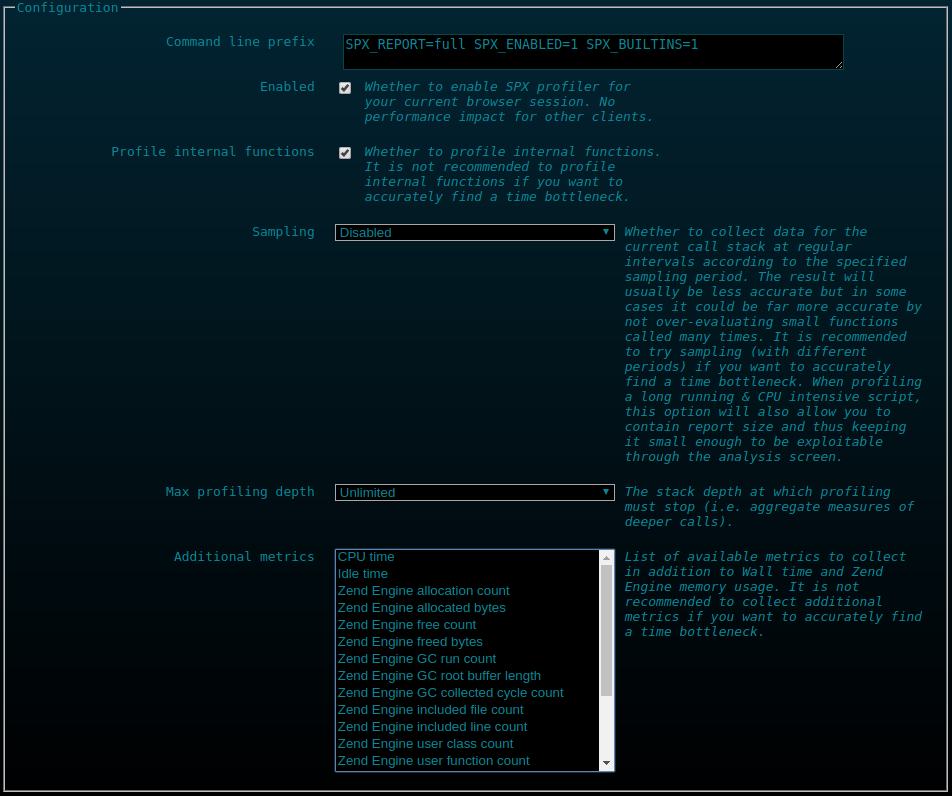 Configuration
Command line prefix
SPX_REPORT=full SPX_ENABLED=1 SPX_BUILTINS=1
Enabled
Whether to enable SPX profiler for
your current browser session. No
performance impact for other clients.
Profile internal functions
Whether to profile internal functions.
It is not recommended to profile
internal functions if you want to
accurately find a time bottleneck.
Sampling
Disabled
Whether to collect data for the
current call stack at regular
intervals according to the specified
sampling period. The result will
usually be less accurate but in some
cases it could be far more accurate by
not over-evaluating small functions
called many times. It is recommended
to try sampling (with different
periods) if you want to accurately
find a time bottleneck. When profiling
a long running & CPU intensive script,
this option will also allow you to
contain report size and thus keeping
it small enough to be exploitable
through the analysis screen.
Max profiling depth
Unlimited
The stack depth at which profiling
must stop (i.e. aggregate measures of
deeper calls).
Additional metrics
CPU time
Idle time
Zend Engine allocation count
Zend Engine allocated bytes
Zend Engine free count
Zend Engine freed bytes
Zend Engine GC run count
Zend Engine GC root buffer length
Zend Engine GC collected cycle count
Zend Engine included file count
Zend Engine included line count
Zend Engine user class count
Zend Engine user function count
List of available metrics to collect
in addition to Wall time and Zend
Engine memory usage. It is not
recommended to collect additional
metrics if you want to accurately find
a time bottleneck.